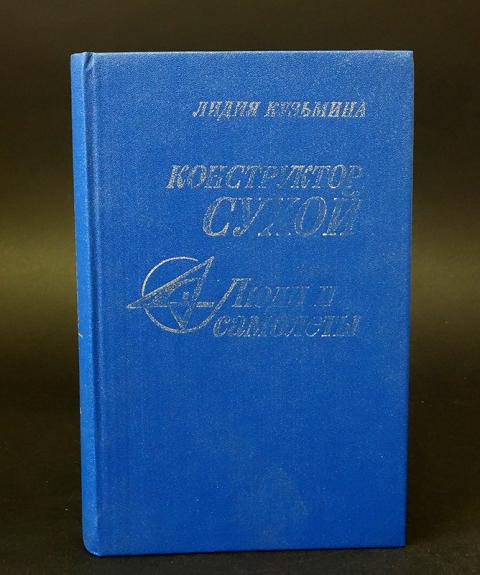 ЛИДИЯ КУЗЬМИНА
КОНСТРУКТОР
СУХОЙ
Люди и
самолеты